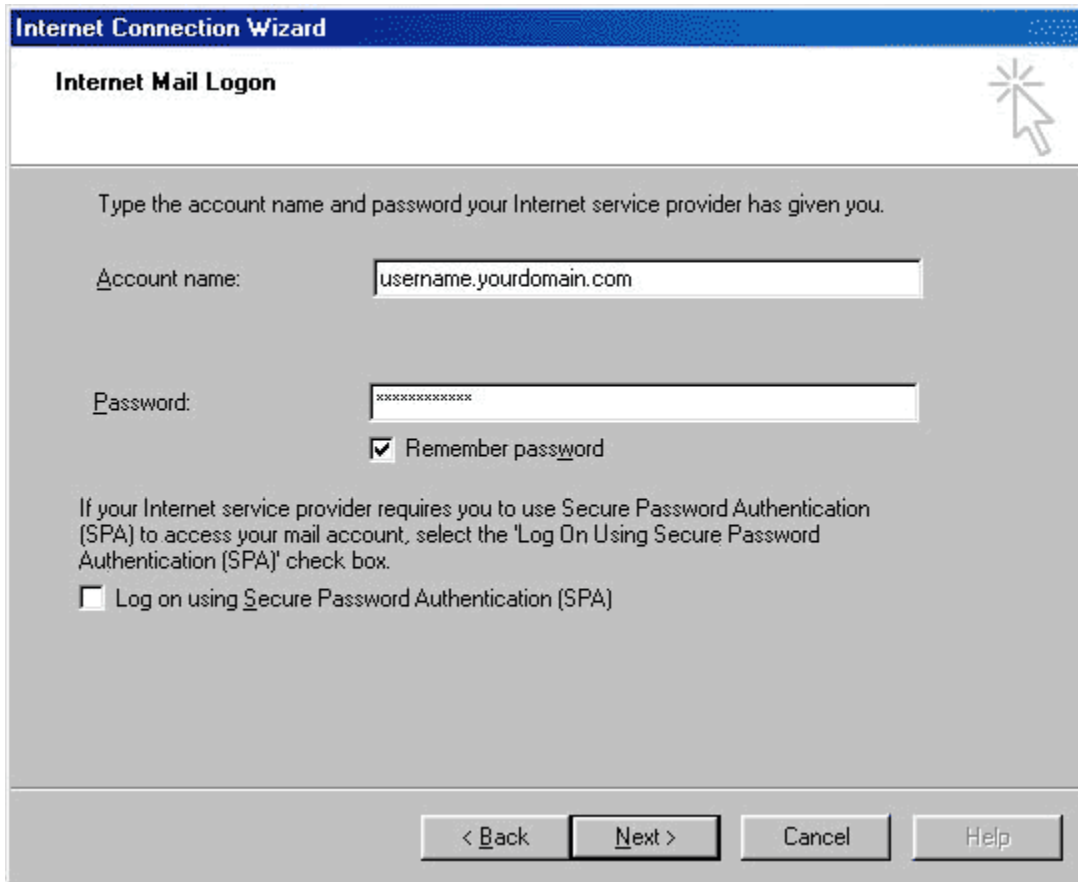 Internet Connection Wizard
Internet Mail Logon
Type the account name and password your Internet service provider has given you.
Account name:
username.yourdomain.com
Password:
xxxxxxxxxxxx
Remember password
If your Internet service provider requires you to use Secure Password Authentication
(SPA) to access your mail account, select the 'Log On Using Secure Password
Authentication (SPA)' check box.
Log on using Secure Password Authentication (SPA)
< Back Next > Cancel Help